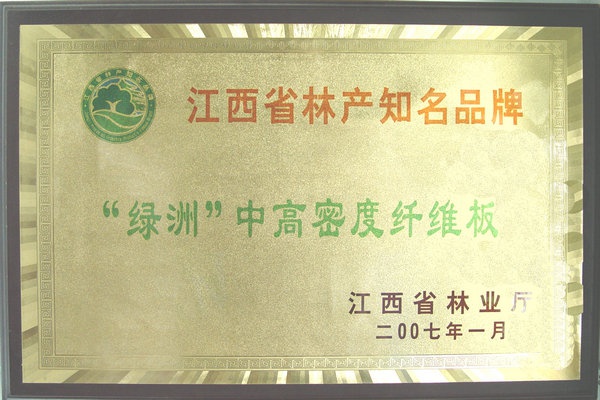 江西省林产知名品牌
“绿洲”中高密度纤维板
江西省林业厅
二00七年一月